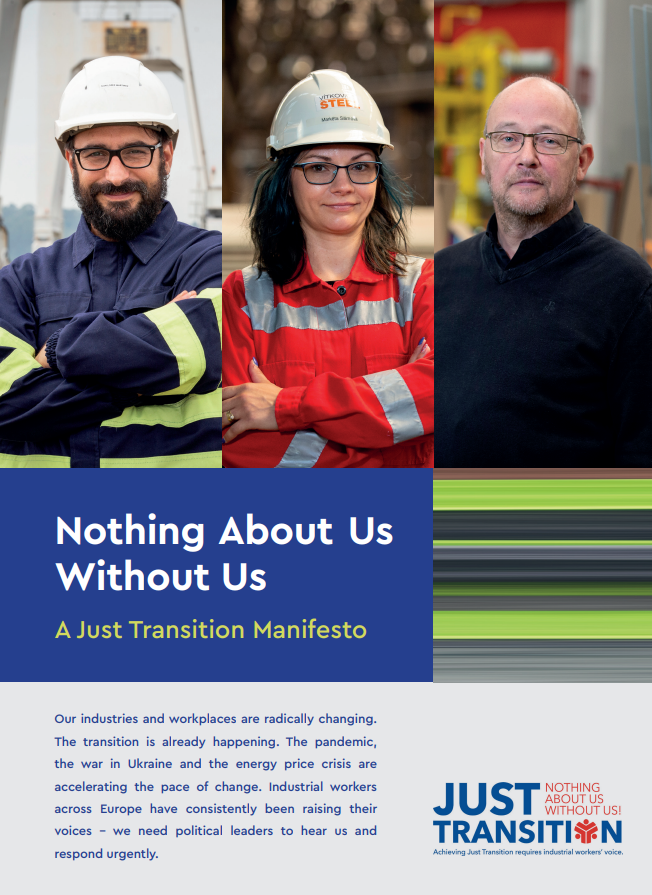 VITKOVICE
STEEL
Nothing About Us
Without Us
A Just Transition Manifesto
Our industries and workplaces are radically changing.
The transition is already happening. The pandemic,
the war in Ukraine and the energy price crisis are
accelerating the pace of change. Industrial workers
across Europe have consistently been raising their
voices – we need political leaders to hear us and
respond urgently.
JUST
NOTHING
ABOUT US
WITHOUT US!
TRANSITION
Achieving Just Transition requires industrial workers' voice.